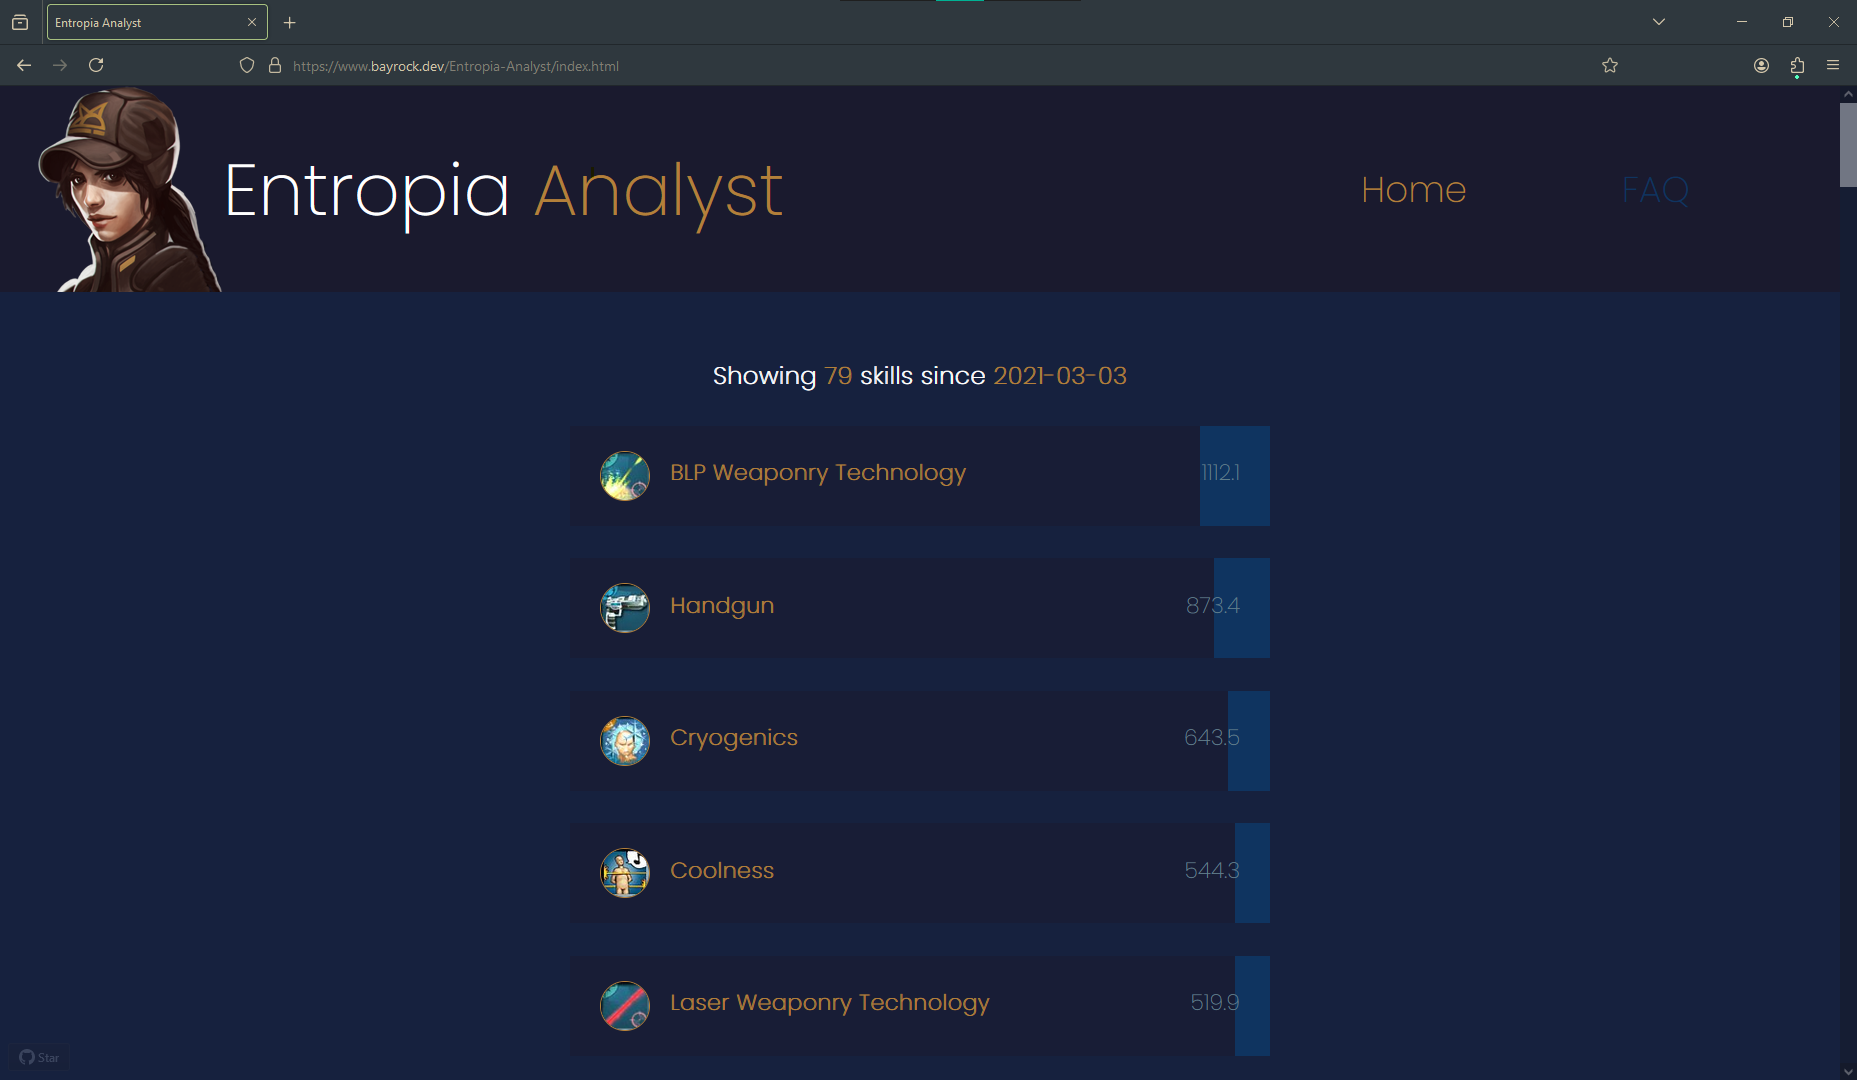 Entropia Analyst
https://www.bayrock.dev/Entropia-Analyst/index.html
Entropia Analyst
Home
FAQ
Showing 79 skills since 2021-03-03
BLP Weaponry Technology 1112.1
Handgun 873.4
Cryogenics 643.5
Coolness 544.3
Laser Weaponry Technology 519.9
Star